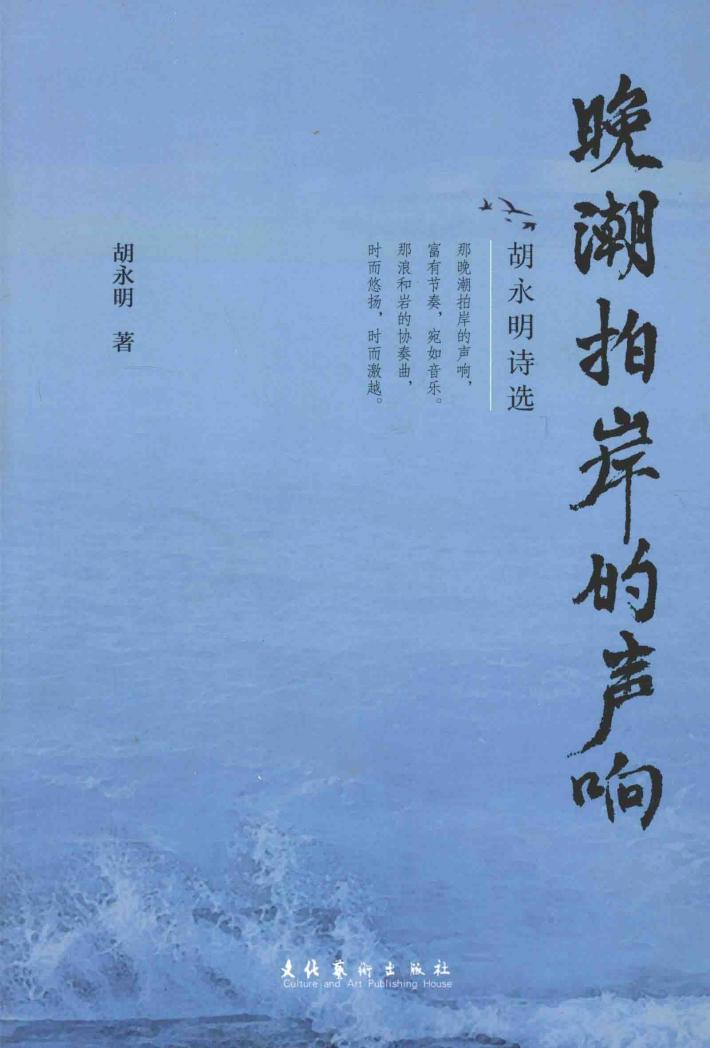 晚潮拍岸的声响
胡永明诗选
那晚潮拍岸的声响，
富有节奏，宛如音乐。
那浪和岩的协奏曲，
时而悠扬，时而激越。
胡永明 著
文化藝術出版社
Culture and Art Publishing House